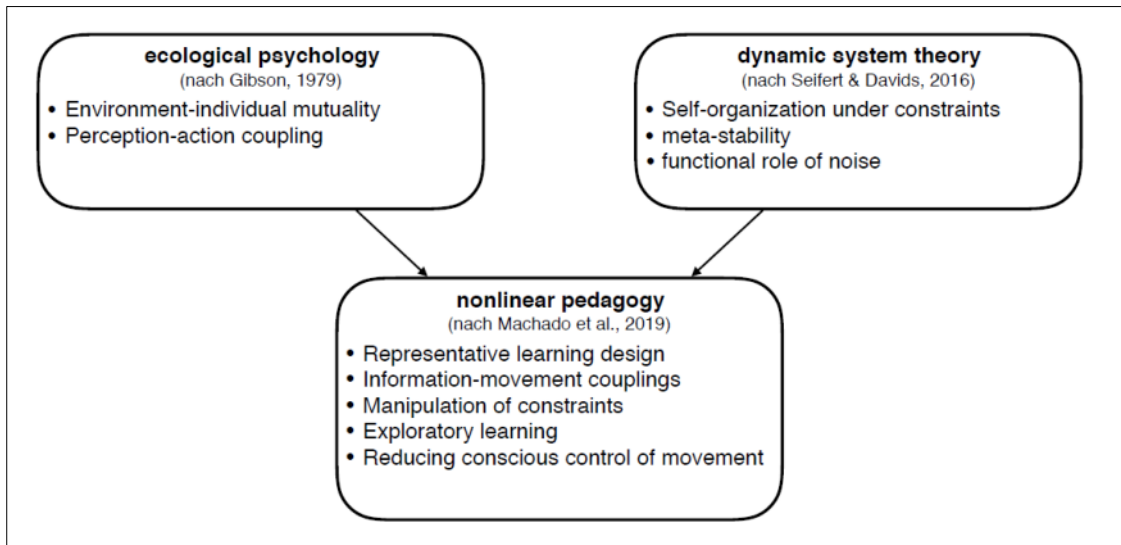 ecological psychology
(nach Gibson, 1979)
• Environment-individual mutuality
• Perception-action coupling
dynamic system theory
(nach Seifert & Davids, 2016)
• Self-organization under constraints
• meta-stability
• functional role of noise
nonlinear pedagogy
(nach Machado et al., 2019)
• Representative learning design
• Information-movement couplings
• Manipulation of constraints
• Exploratory learning
• Reducing conscious control of movement